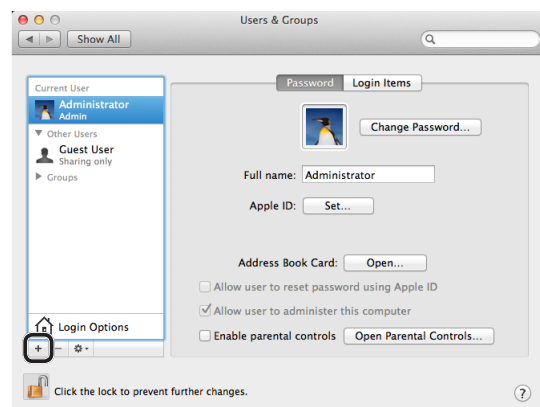 Users & Groups
Show All
Password Login Items
Current User
Administrator
Admin
Other Users
Guest User
Sharing only
Groups
Login Options
+ −
Change Password...
Full name: Administrator
Apple ID: Set...
Address Book Card: Open...
Allow user to reset password using Apple ID
Allow user to administer this computer
Enable parental controls Open Parental Controls...
Click the lock to prevent further changes.
?